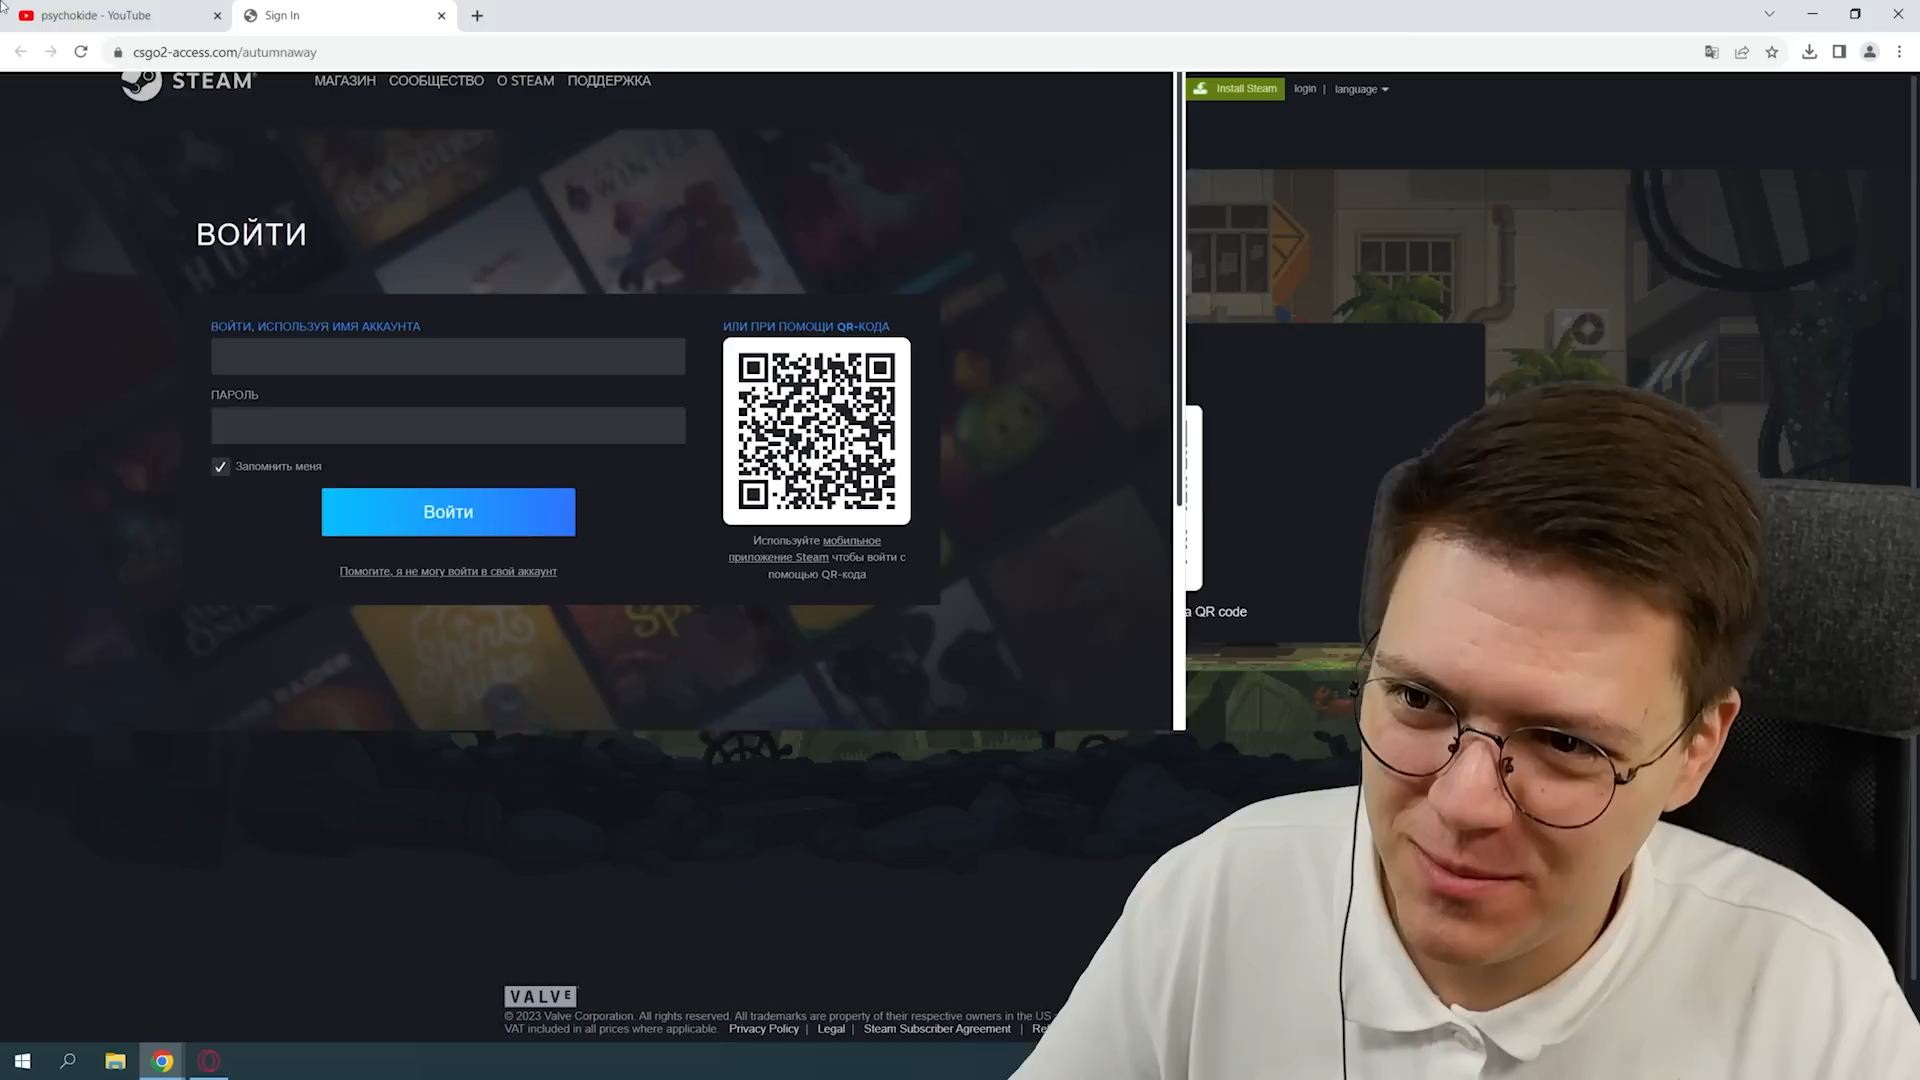 psychokide - YouTube
Sign In
csgo2-access.com/autumnaway
STEAM
МАГАЗИН СООБЩЕСТВО О STEAM ПОДДЕРЖКА
Install Steam login | language
ВОЙТИ
ВОЙТИ, ИСПОЛЬЗУЯ ИМЯ АККАУНТА
ПАРОЛЬ
Запомнить меня
Войти
Помогите, я не могу войти в свой аккаунт
ИЛИ ПРИ ПОМОЩИ QR-КОДА
Используйте мобильное
приложение Steam чтобы войти с
помощью QR-кода
a QR code
VALVE
© 2023 Valve Corporation. All rights reserved. All trademarks are property of their respective owners in the US
VAT included in all prices where applicable. Privacy Policy | Legal | Steam Subscriber Agreement |